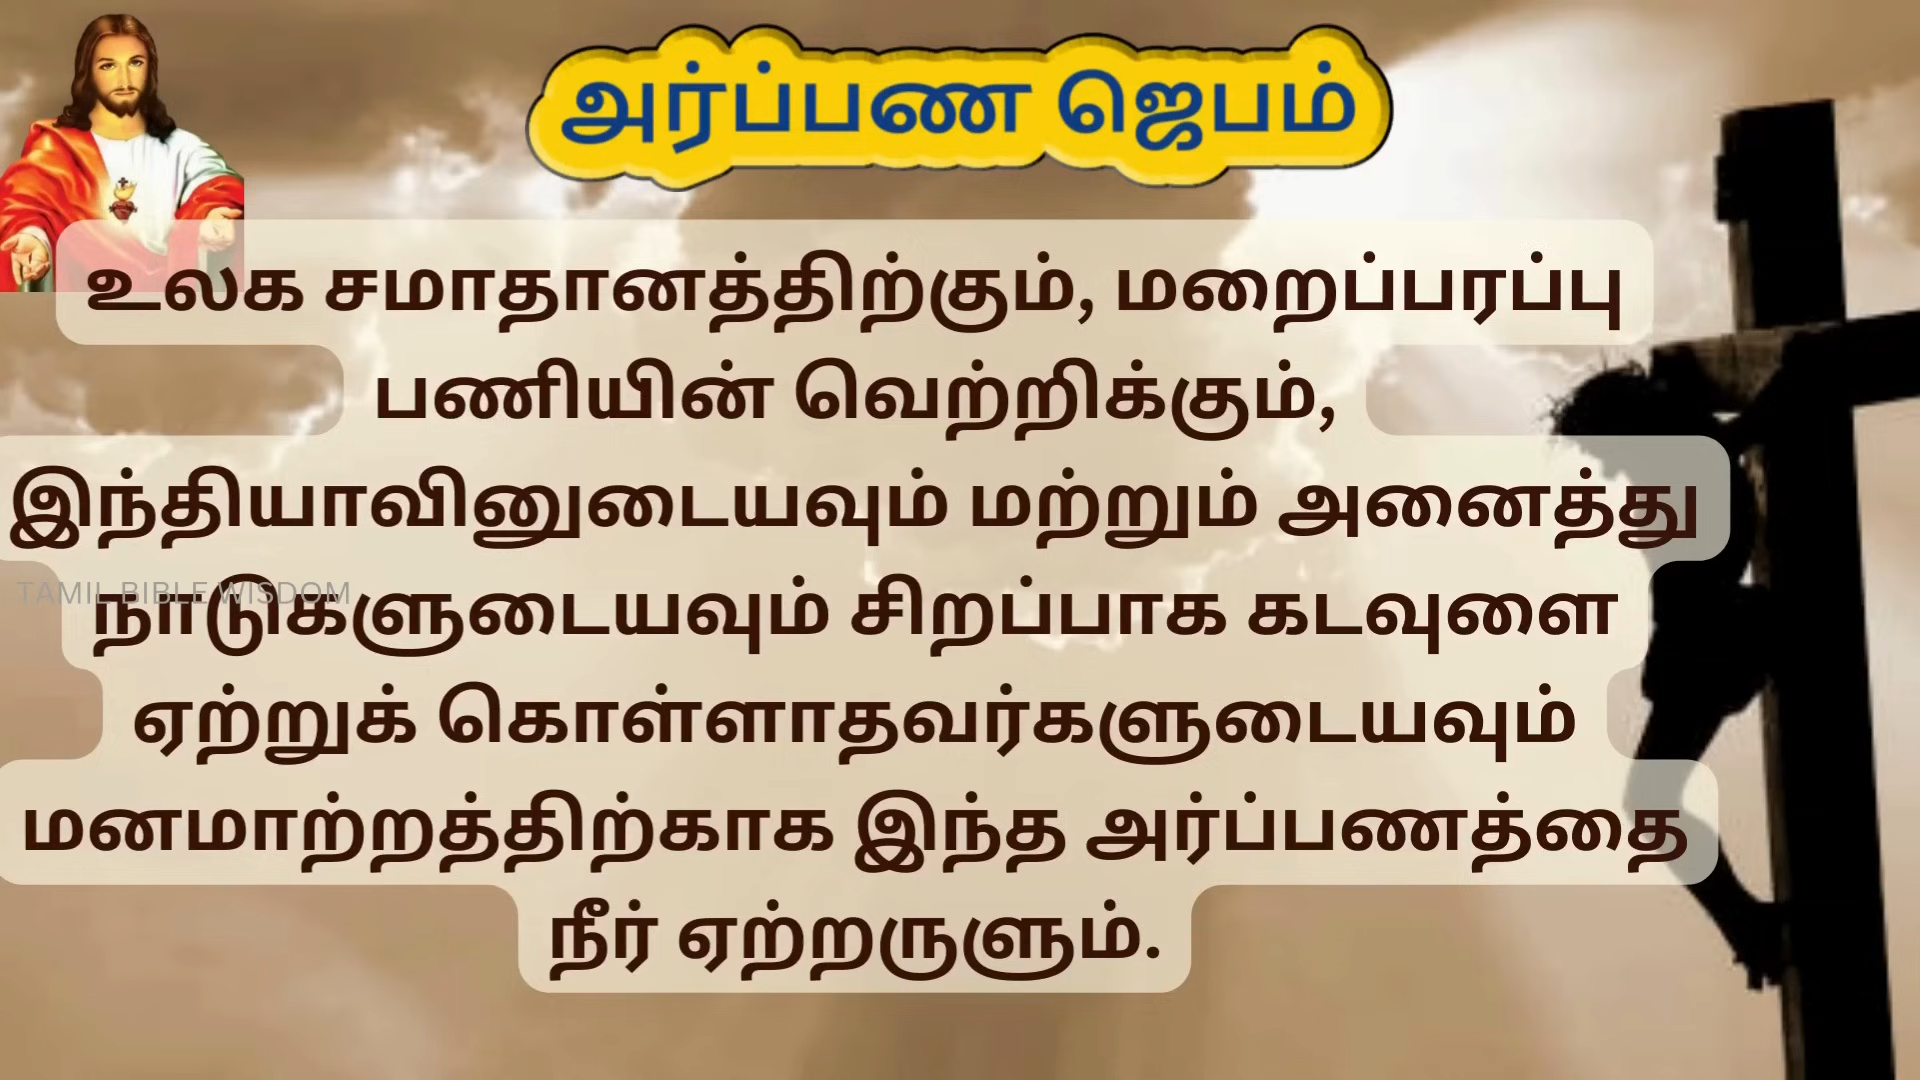 அர்ப்பண ஜெபம்
உலக சமாதானத்திற்கும், மறைப்பரப்பு
பணியின் வெற்றிக்கும்,
இந்தியாவினுடையவும் மற்றும் அனைத்து
நாடுகளுடையவும் சிறப்பாக கடவுளை
TAMIL BIBLE WISDOM
ஏற்றுக் கொள்ளாதவர்களுடையவும்
மனமாற்றத்திற்காக இந்த அர்ப்பணத்தை
நீர் ஏற்றருளும்.